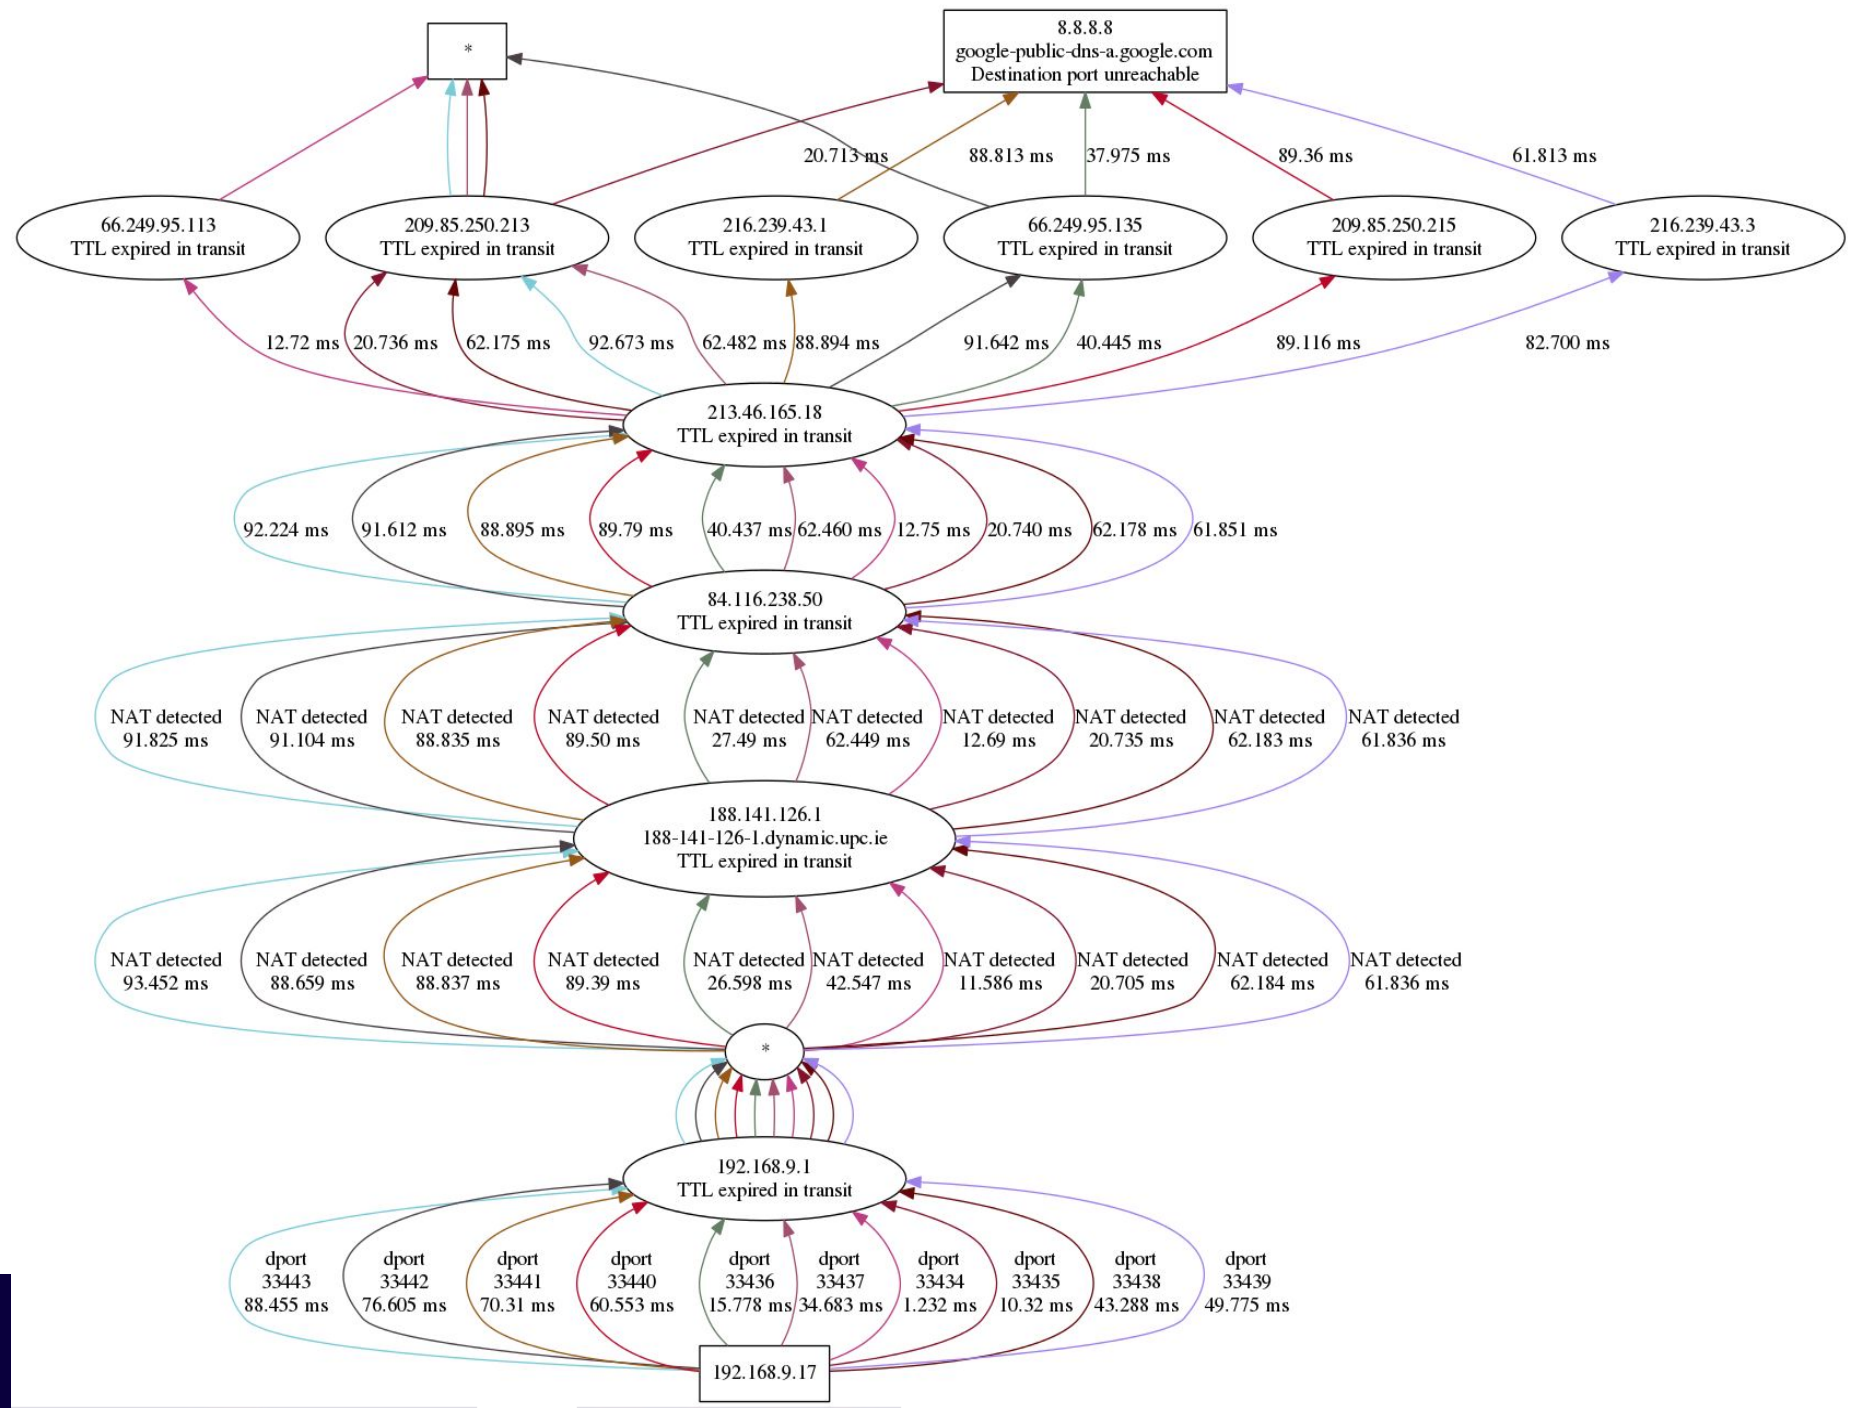 *
8.8.8.8
google-public-dns-a.google.com
Destination port unreachable
20.713 ms
88.813 ms
37.975 ms
89.36 ms
61.813 ms
66.249.95.113
TTL expired in transit
209.85.250.213
TTL expired in transit
216.239.43.1
TTL expired in transit
66.249.95.135
TTL expired in transit
209.85.250.215
TTL expired in transit
216.239.43.3
TTL expired in transit
12.72 ms
20.736 ms
62.175 ms
92.673 ms
62.482 ms
88.894 ms
91.642 ms
40.445 ms
89.116 ms
82.700 ms
213.46.165.18
TTL expired in transit
92.224 ms
91.612 ms
88.895 ms
89.79 ms
40.437 ms
62.460 ms
12.75 ms
20.740 ms
62.178 ms
61.851 ms
84.116.238.50
TTL expired in transit
NAT detected
91.825 ms
NAT detected
91.104 ms
NAT detected
88.835 ms
NAT detected
89.50 ms
NAT detected
27.49 ms
NAT detected
62.449 ms
NAT detected
12.69 ms
NAT detected
20.735 ms
NAT detected
62.183 ms
NAT detected
61.836 ms
188.141.126.1
188-141-126-1.dynamic.upc.ie
TTL expired in transit
NAT detected
93.452 ms
NAT detected
88.659 ms
NAT detected
88.837 ms
NAT detected
89.39 ms
NAT detected
26.598 ms
NAT detected
42.547 ms
NAT detected
11.586 ms
NAT detected
20.705 ms
NAT detected
62.184 ms
NAT detected
61.836 ms
*
192.168.9.1
TTL expired in transit
dport
33443
88.455 ms
dport
33442
76.605 ms
dport
33441
70.31 ms
dport
33440
60.553 ms
dport
33436
15.778 ms
dport
33437
34.683 ms
dport
33434
1.232 ms
dport
33435
10.32 ms
dport
33438
43.288 ms
dport
33439
49.775 ms
192.168.9.17